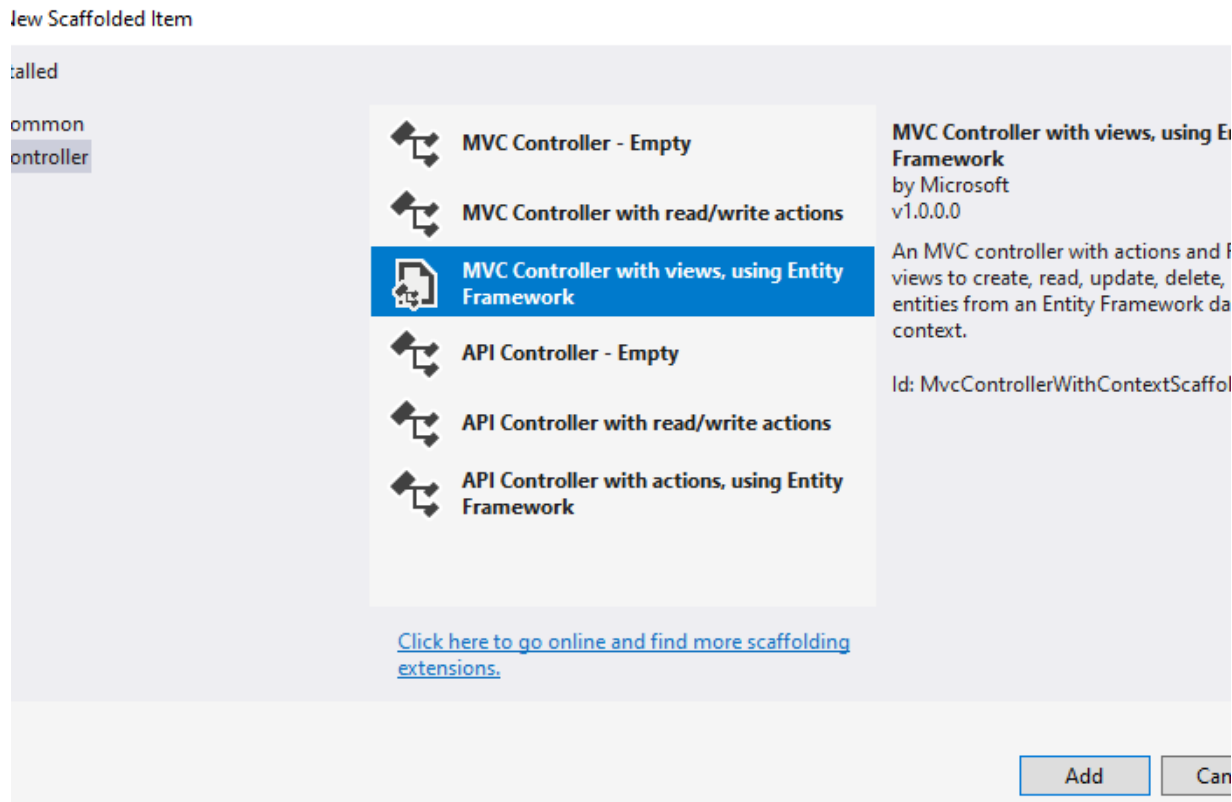 New Scaffolded Item
talled
ommon
ontroller
MVC Controller - Empty
MVC Controller with read/write actions
MVC Controller with views, using Entity
Framework
API Controller - Empty
API Controller with read/write actions
API Controller with actions, using Entity
Framework
Click here to go online and find more scaffolding
extensions.
MVC Controller with views, using
Framework
by Microsoft
v1.0.0.0
An MVC controller with actions and
views to create, read, update, delete,
entities from an Entity Framework da
context.
Id: MvcControllerWithContextScaffol
Add
Can